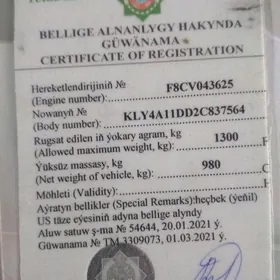 BELLIGE ALNANLYGY HAKYNDA
GÜWÄNAMA
CERTIFICATE OF REGISTRATION
Hereketlendirijiniň №
(Engine number): F8CV043625
Nowanyň №
(Body number): KLY4A11DD2C837564
Rugsat edilen iň ýokary agram, kg 1300
(Allowed maximum weight), kg:
Ýüksüz massasy, kg 980
(Net weight of vehicle, kg):
Möhleti (Validity): H
Aýratyn bellikler (Special Remarks):heçbek (ýeňil)
US täze eýesiniň adyna bellige alyndy
Aluw satuw ş-ma № 54644, 20.01.2021 ý.
Güwanama № TM 3309073, 01.03.2021 ý.